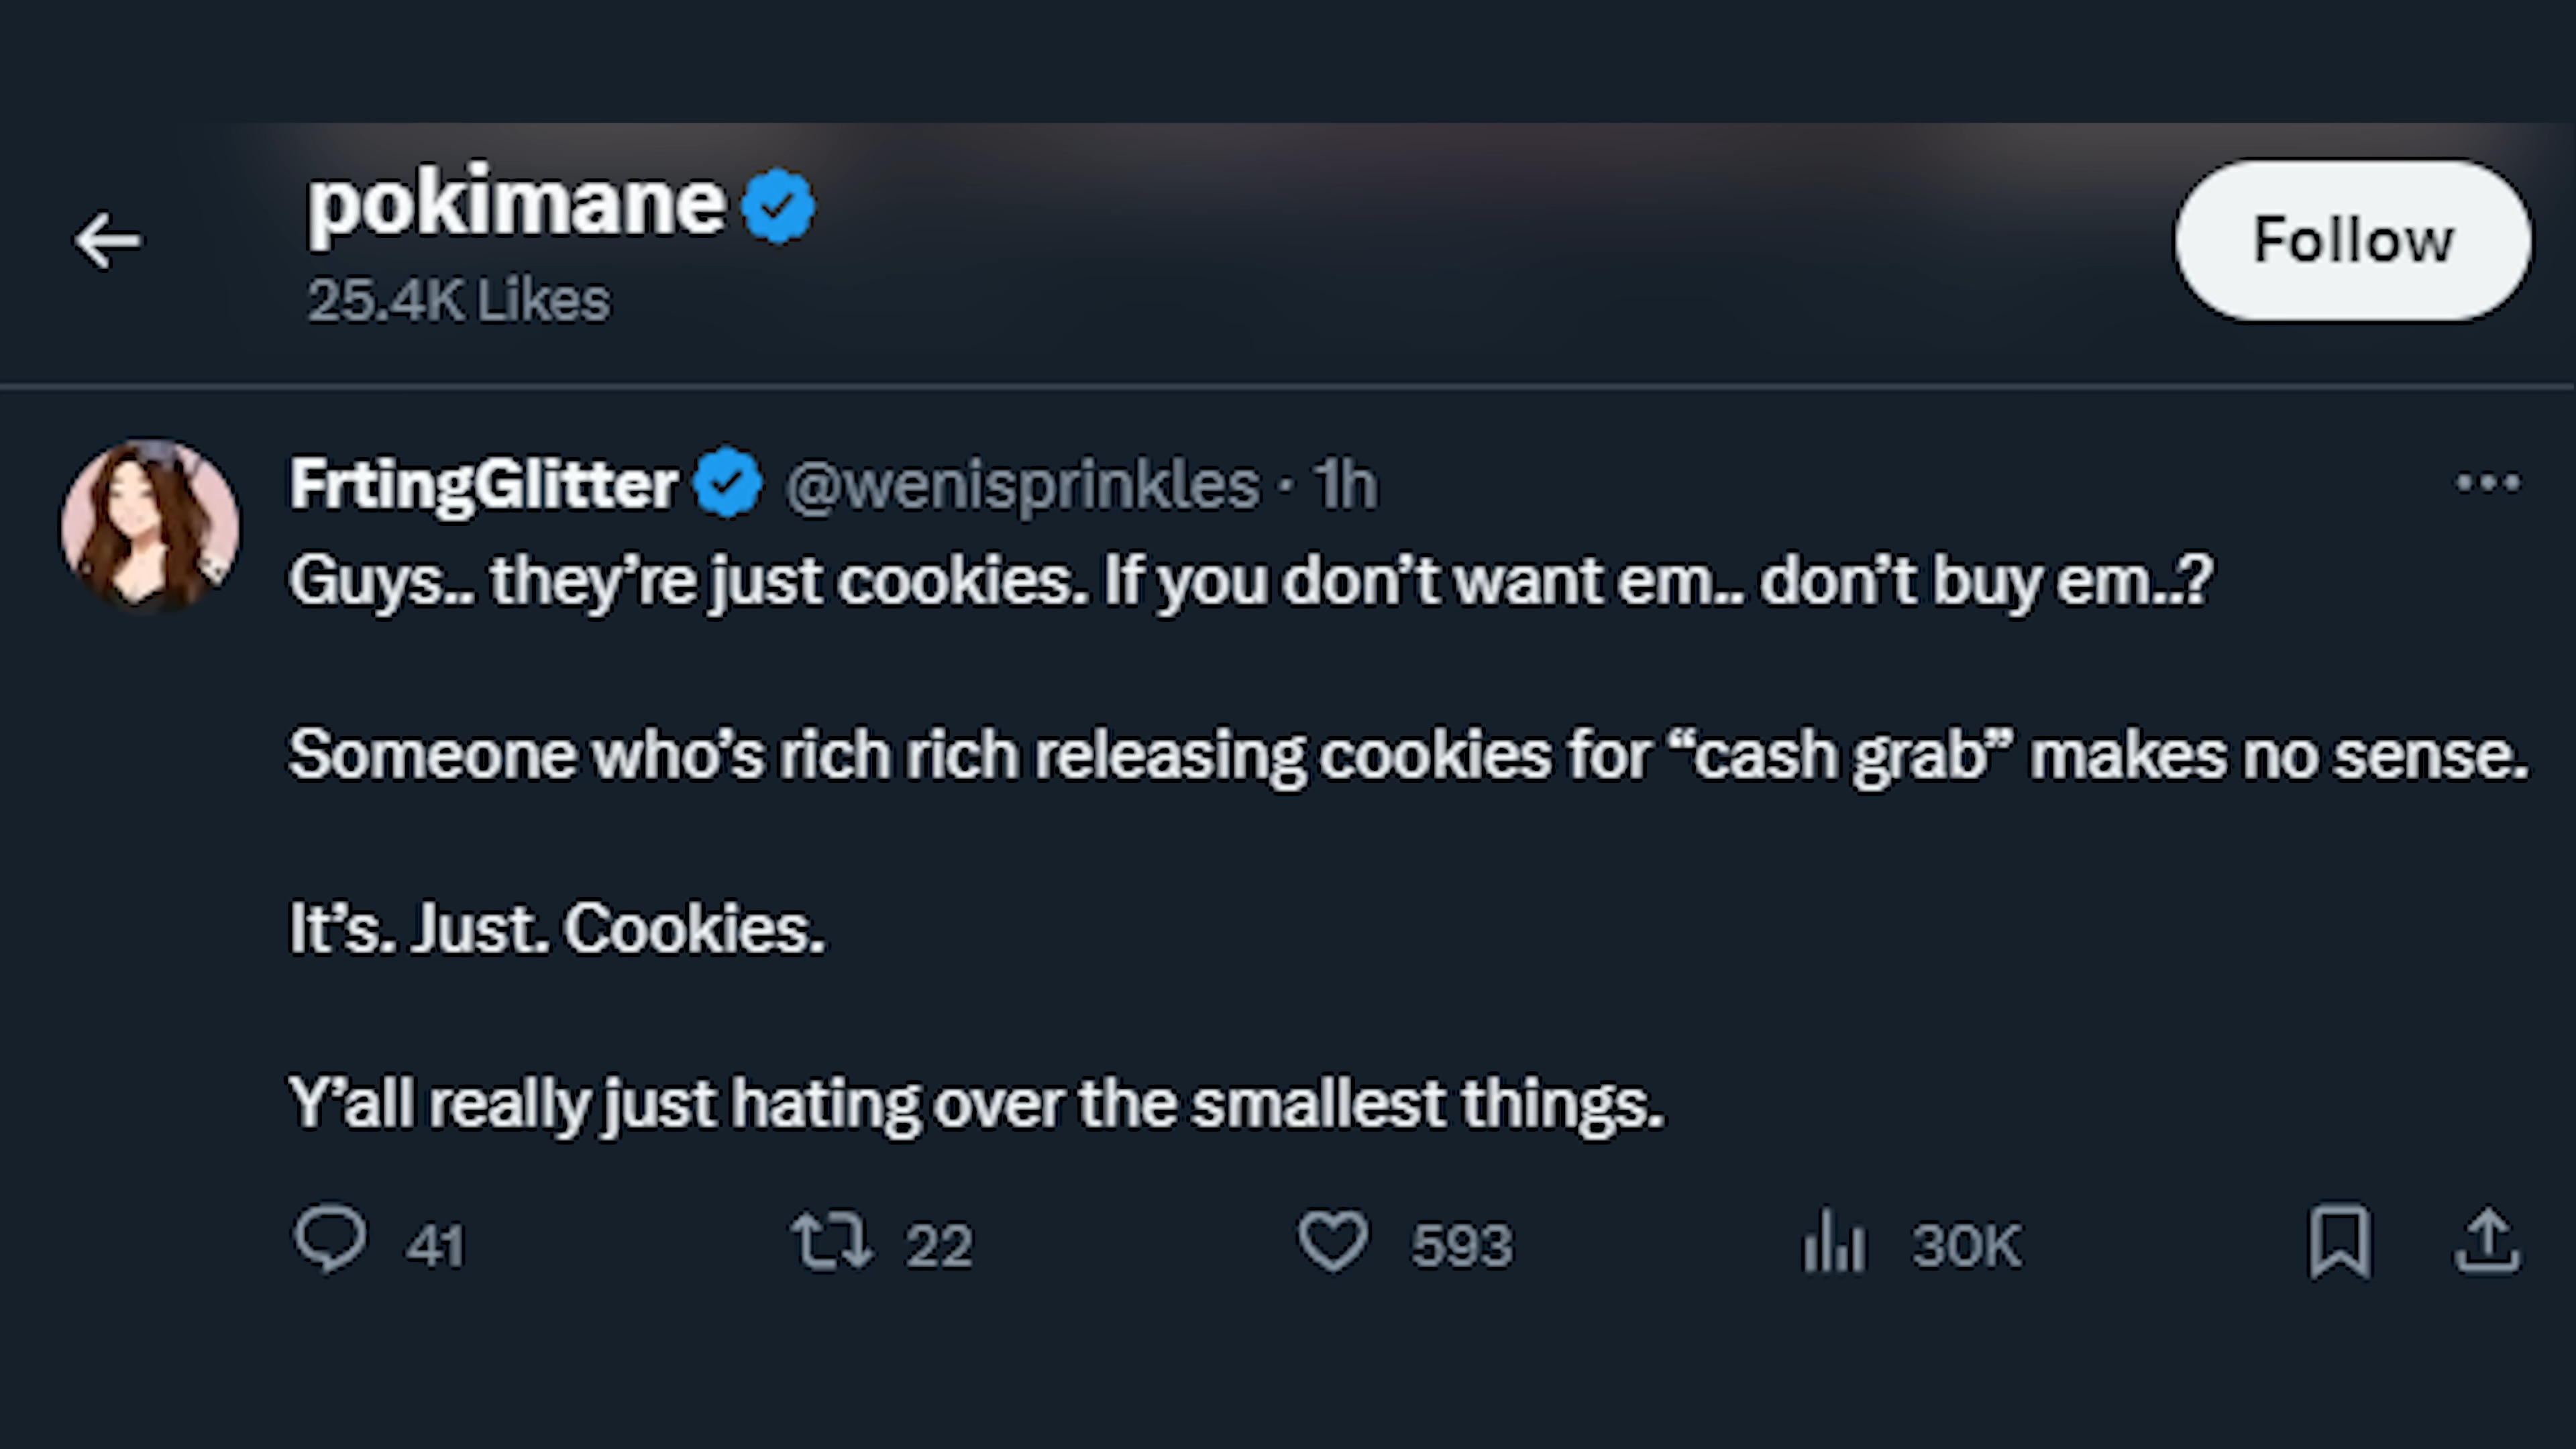 pokimane
25.4K Likes
Follow
FrtingGlitter @wenisprinkles · 1h
Guys.. they’re just cookies. If you don’t want em.. don’t buy em..?
Someone who’s rich rich releasing cookies for “cash grab” makes no sense.
It’s. Just. Cookies.
Y’all really just hating over the smallest things.
41 22 593 30K